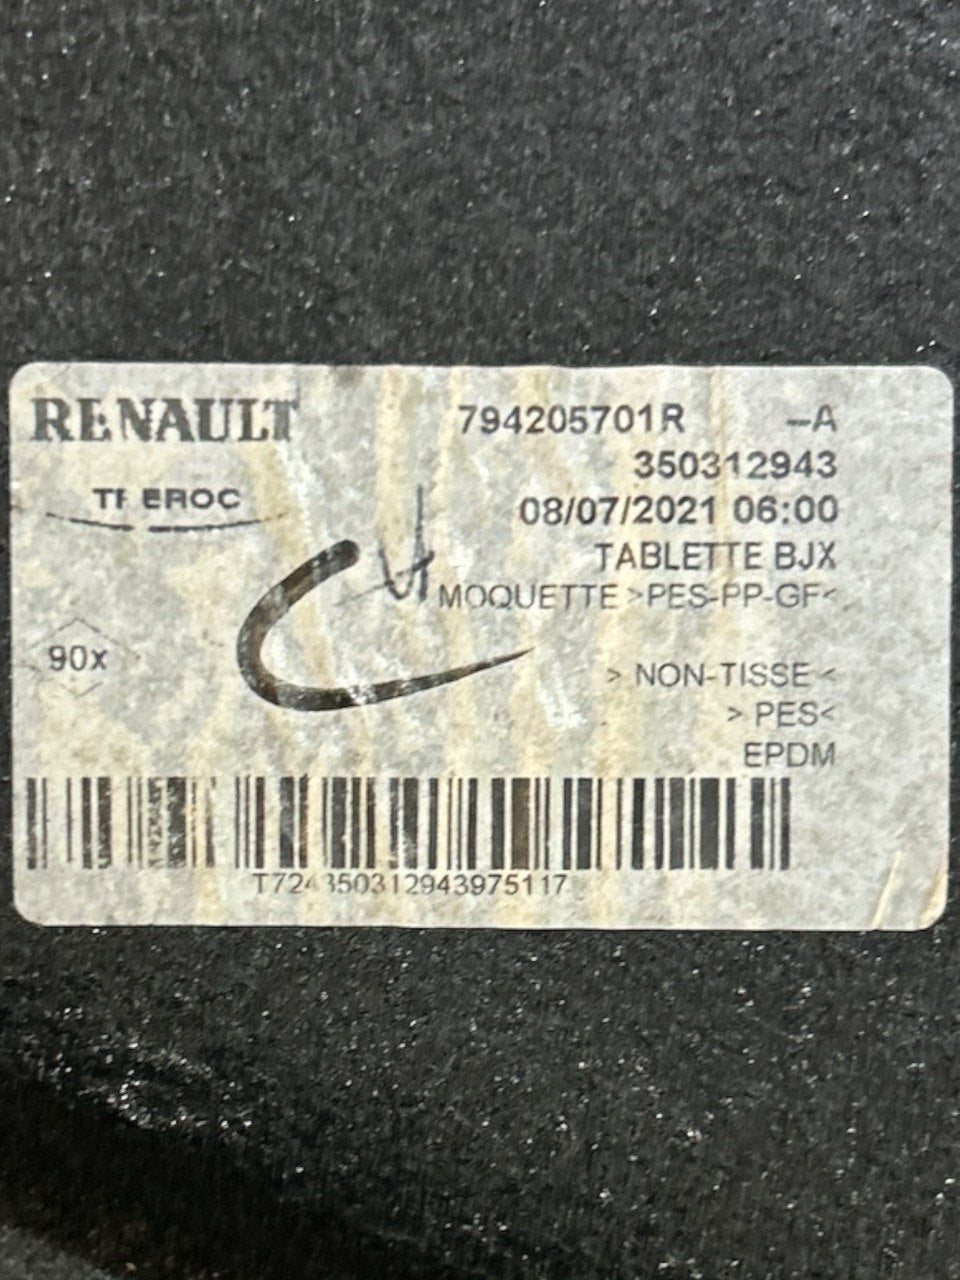 RENAULT
794205701R –A
350312943
08/07/2021 06:00
TABLETTE BJX
MOQUETTE >PES-PP-GF<
90x
> NON-TISSE <
> PES<
EPDM